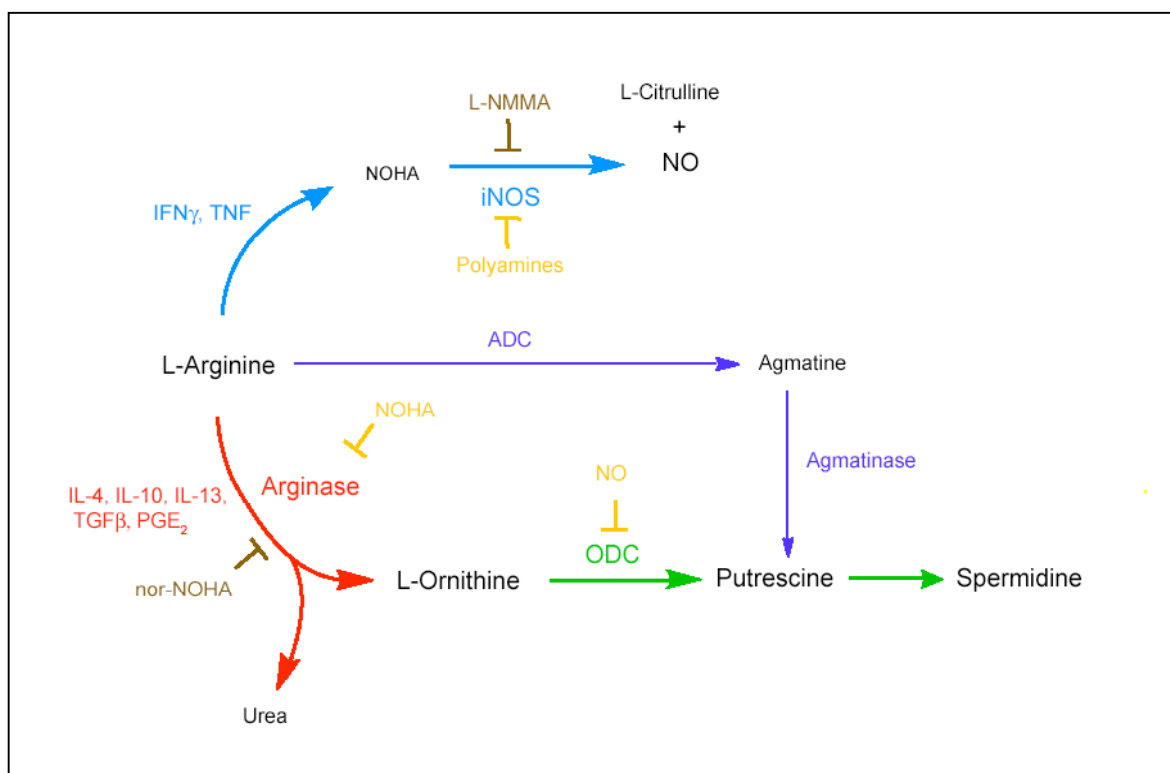 L-NMMA
L-Citrulline
+
NO
NOHA
iNOS
IFNγ, TNF
Polyamines
ADC
L-Arginine
Agmatine
NOHA
Agmatinase
NO
Arginase
IL-4, IL-10, IL-13,
TGFβ, PGE₂
ODC
nor-NOHA
L-Ornithine
Putrescine
Spermidine
Urea